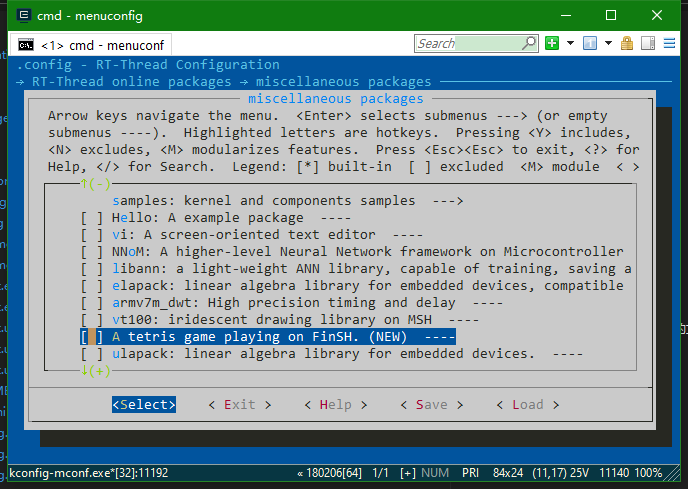 cmd - menuconfig
<1> cmd - menuconf
Search
.config - RT-Thread Configuration
→ RT-Thread online packages → miscellaneous packages
miscellaneous packages
Arrow keys navigate the menu.  <Enter> selects submenus ---> (or empty
submenus ----).  Highlighted letters are hotkeys.  Pressing <Y> includes,
<N> excludes, <M> modularizes features.  Press <Esc><Esc> to exit, <?> for
Help, </> for Search.  Legend: [*] built-in  [ ] excluded  <M> module  < >
↑(-)
samples: kernel and components samples  --->
[ ] Hello: A example package  ----
[ ] vi: A screen-oriented text editor  ----
[ ] NNoM: A higher-level Neural Network framework on Microcontroller
[ ] libann: a light-weight ANN library, capable of training, saving a
[ ] elapack: linear algebra library for embedded devices, compatible
[ ] armv7m_dwt: High precision timing and delay  ----
[ ] vt100: iridescent drawing library on MSH  ----
[ ] A tetris game playing on FinSH. (NEW)  ----
[ ] ulapack: linear algebra library for embedded devices.  ----
↓(+)
<Select>    < Exit >    < Help >    < Save >    < Load >
kconfig-mconf.exe*[32]:11192    « 180206[64]  1/1  [+] NUM  PRI  84x24  (11,17) 25V  11140  100%